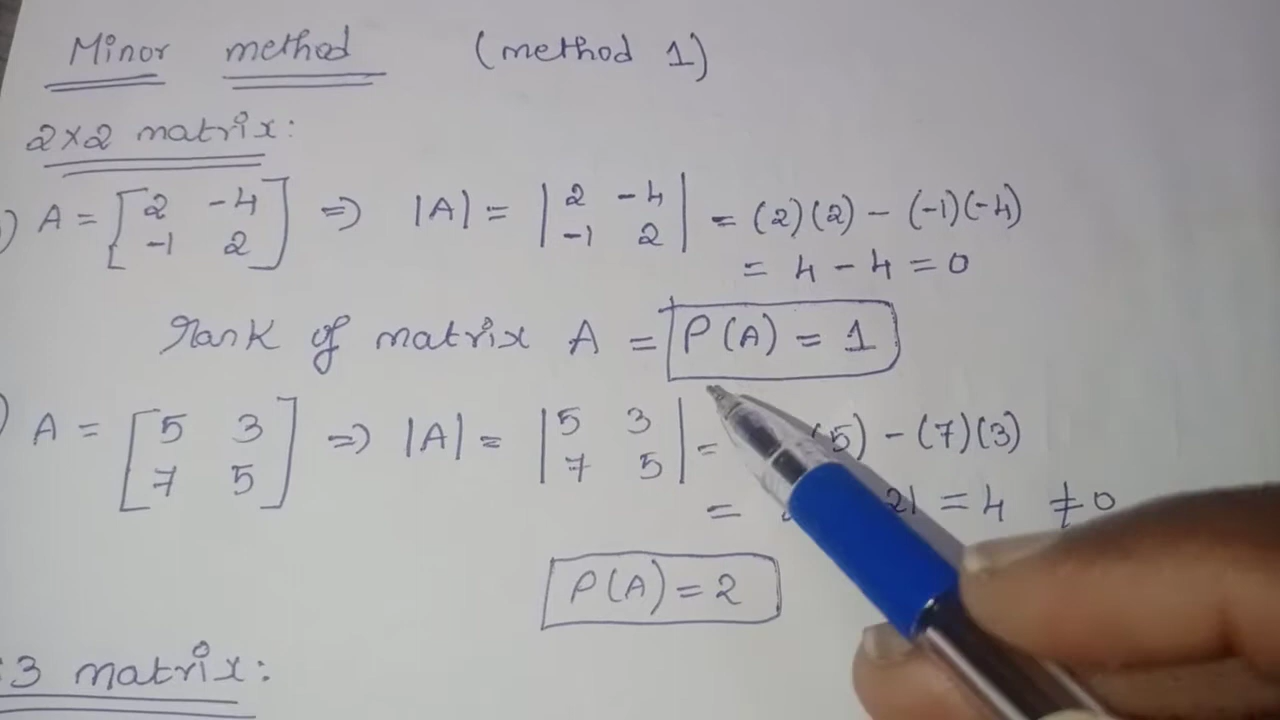 Minor method (method 1)
2×2 matrix:
) A = [2 -4 -1 2] => |A| = |2 -4 -1 2| = (2)(2) - (-1)(-4)
= 4 - 4 = 0
Rank of matrix A = P(A) = 1
) A = [5 3 7 5] => |A| = |5 3 7 5| = 5) - (7)(3)
= 21 = 4 ≠0
P(A) = 2
3 matrix: